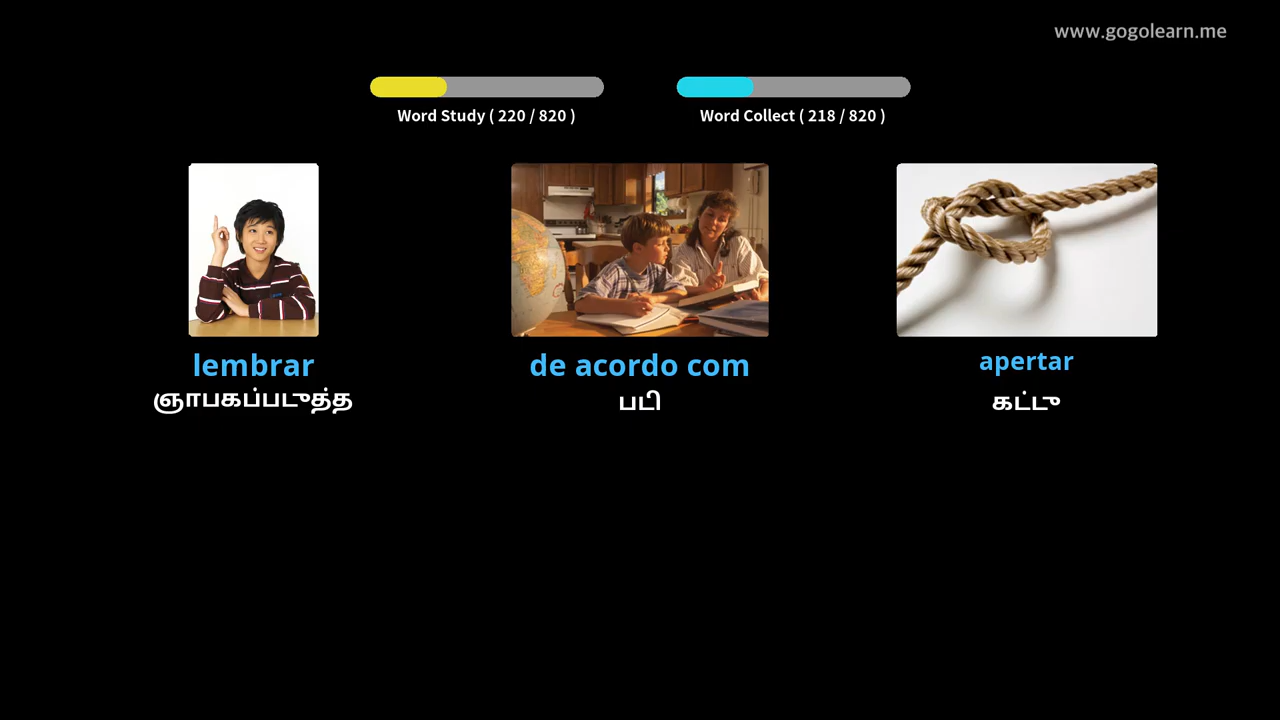 www.gogolearn.me
Word Study ( 220 / 820 )
Word Collect ( 218 / 820 )
lembrar
ஞாபகப்படுத்த
de acordo com
படி
apertar
கட்டு